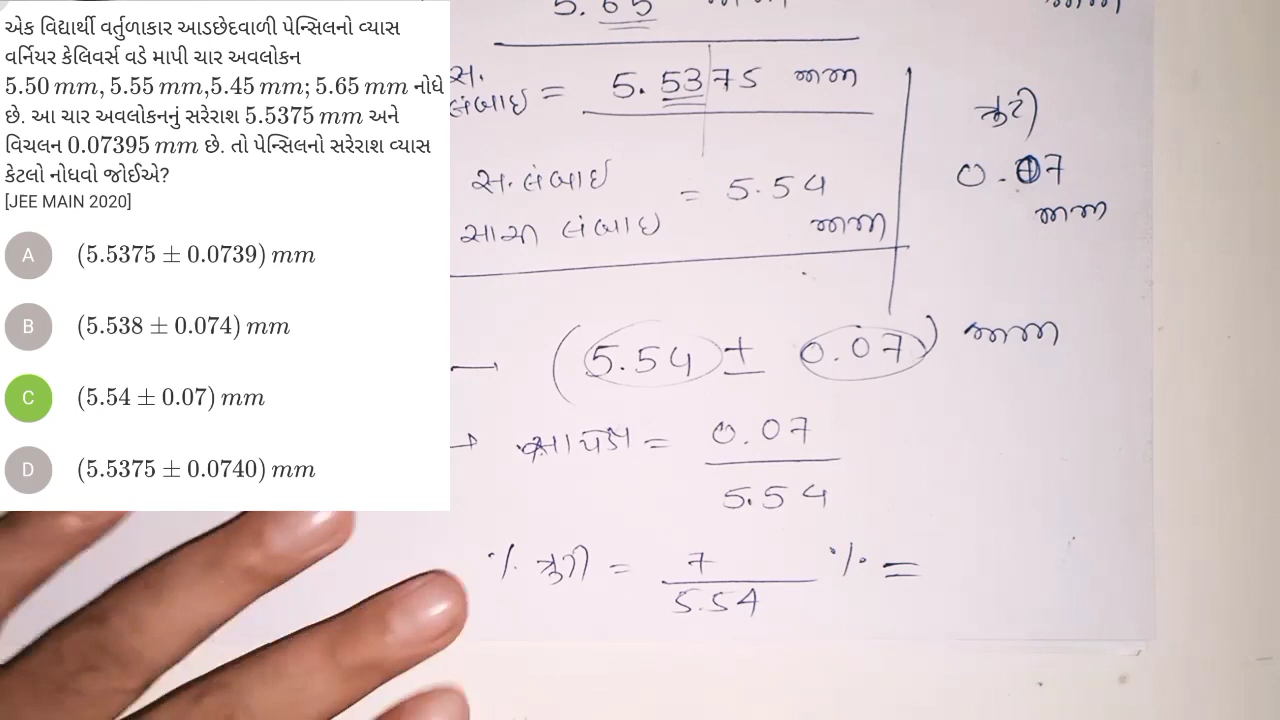 એક વિદ્યાર્થી વર્તુળાકાર આડછેદવાળી પેન્સિલનો વ્યાસ
વર્નિયર કેલિવર્સ વડે માપી ચાર અવલોકન
5.50 mm, 5.55 mm,5.45 mm; 5.65 mm નોધે
છે. આ ચાર અવલોકનનું સરેરાશ 5.5375 mm અને
વિચલન 0.07395 mm છે. તો પેન્સિલનો સરેરાશ વ્યાસ
કેટલો નોધવો જોઈએ?
[JEE MAIN 2020]
A (5.5375 ± 0.0739) mm
B (5.538 ± 0.074) mm
C (5.54 ± 0.07) mm
D (5.5375 ± 0.0740) mm
5.65
સ.
લંબાઇ = 5.5375 મમ
સ.લંબાઇ
સાચી લંબાઇ = 5.54 મમ
ત્રુટી
0.07
મમ
(5.54 ± 0.07) મમ
→ સાપેક્ષ = 0.07
5.54
% ત્રુટી = 7 % =
5.54